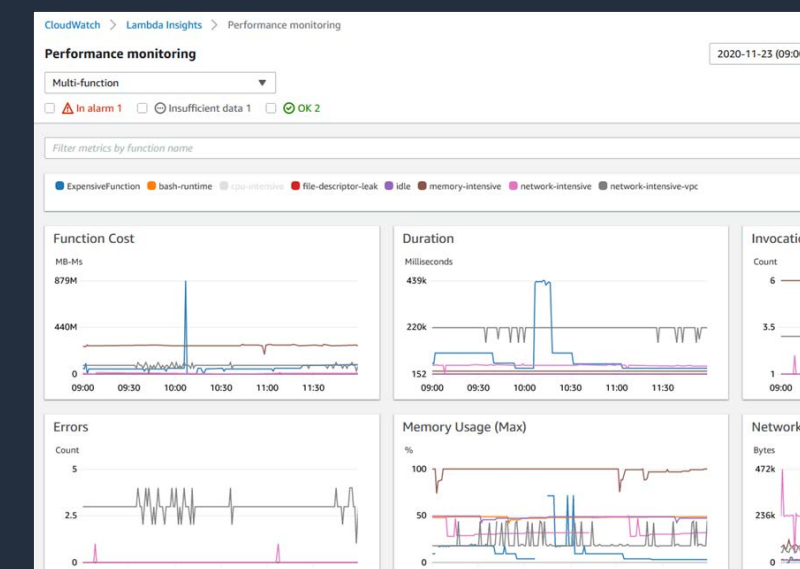 CloudWatch > Lambda Insights > Performance monitoring
Performance monitoring
2020-11-23 (09:00
Multi-function
In alarm 1 Insufficient data 1 OK 2
Filter metrics by function name
ExpensiveFunction bash-runtime cpu-intensive file-descriptor-leak idle memory-intensive network-intensive network-intensive-vpc
Function Cost
MB-Ms
879M
440M
0
09:00 09:30 10:00 10:30 11:00 11:30
Duration
Milliseconds
439k
220k
152
09:00 09:30 10:00 10:30 11:00 11:30
Invocati
Count
6
3.5
1
09:00
Errors
Count
5
2.5
0
Memory Usage (Max)
%
100
50
0
Network
Bytes
472k
236k
0